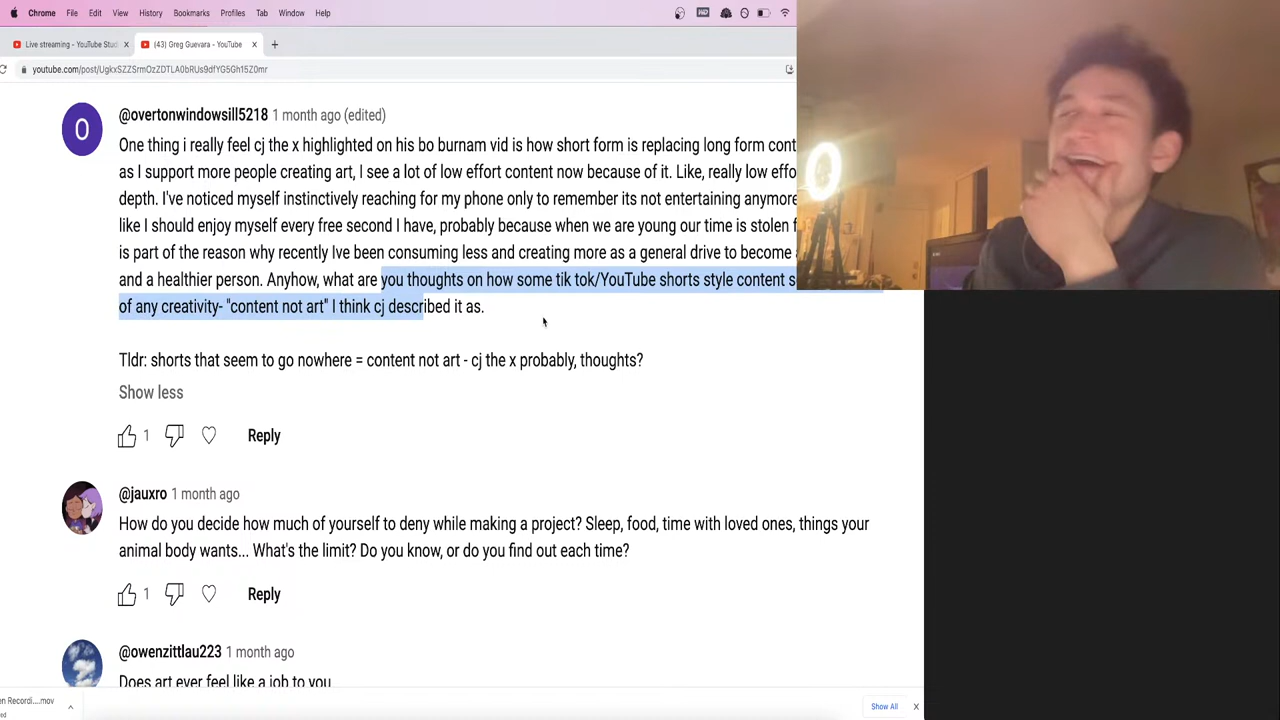 Chrome File Edit View History Bookmarks Profiles Tab Window Help
Live streaming - YouTube Stud
(43) Greg Guevara - YouTube
youtube.com/post/UgkxSZZSrmOzZDTLA0bRUs9dfYG5Gh15Z0mr
@overtonwindowsill5218 1 month ago (edited)
One thing i really feel cj the x highlighted on his bo burnam vid is how short form is replacing long form cont
as I support more people creating art, I see a lot of low effort content now because of it. Like, really low effo
depth. I've noticed myself instinctively reaching for my phone only to remember its not entertaining anymore
like I should enjoy myself every free second I have, probably because when we are young our time is stolen f
is part of the reason why recently Ive been consuming less and creating more as a general drive to become
and a healthier person. Anyhow, what are you thoughts on how some tik tok/YouTube shorts style content s
of any creativity- "content not art" I think cj described it as.
Tldr: shorts that seem to go nowhere = content not art - cj the x probably, thoughts?
Show less
1 Reply
@jauxro 1 month ago
How do you decide how much of yourself to deny while making a project? Sleep, food, time with loved ones, things your
animal body wants... What's the limit? Do you know, or do you find out each time?
1 Reply
@owenzittlau223 1 month ago
Does art ever feel like a job to you
en Recordi....mov
Show All